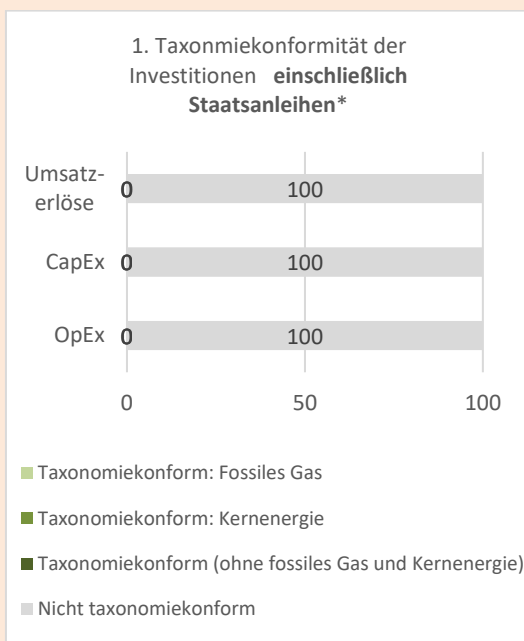 1. Taxonmiekonformität der
Investitionen einschließlich
Staatsanleihen*
Umsatz-
erlöse
0
100
CapEx
0
100
OpEx
0
100
0
50
100
Taxonomiekonform: Fossiles Gas
Taxonomiekonform: Kernenergie
Taxonomiekonform (ohne fossiles Gas und Kernenergie)
Nicht taxonomiekonform